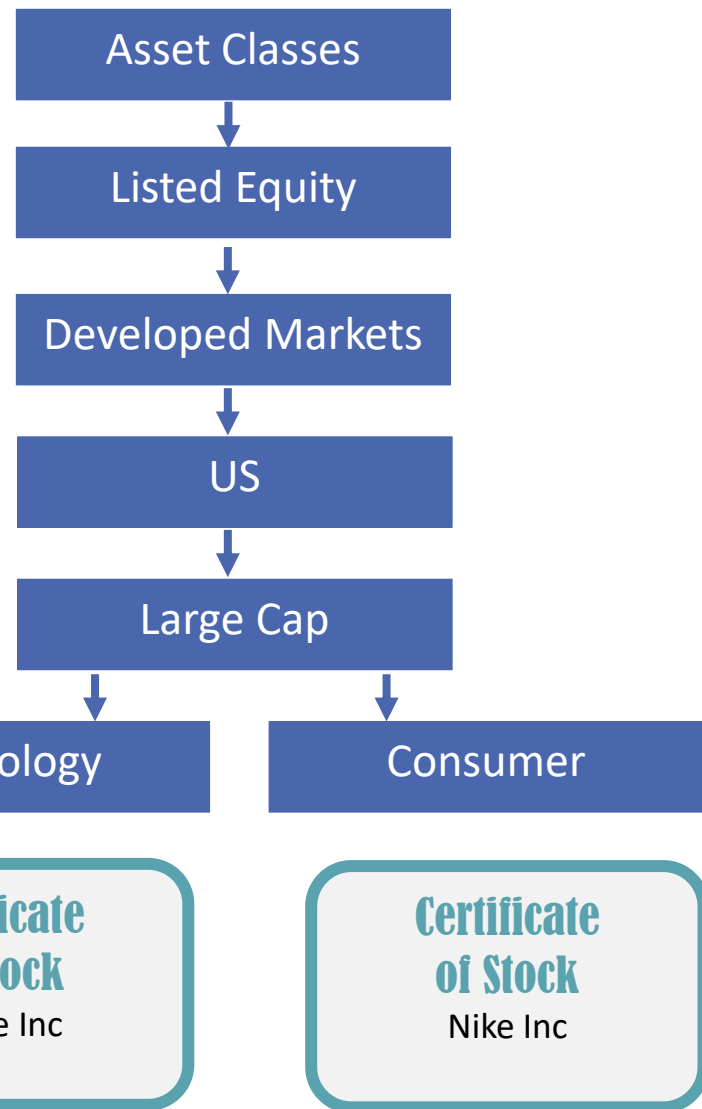 Asset Classes
Listed Equity
Developed Markets
US
Large Cap
ology
Consumer
icate
ock
e Inc
Certificate
of Stock
Nike Inc